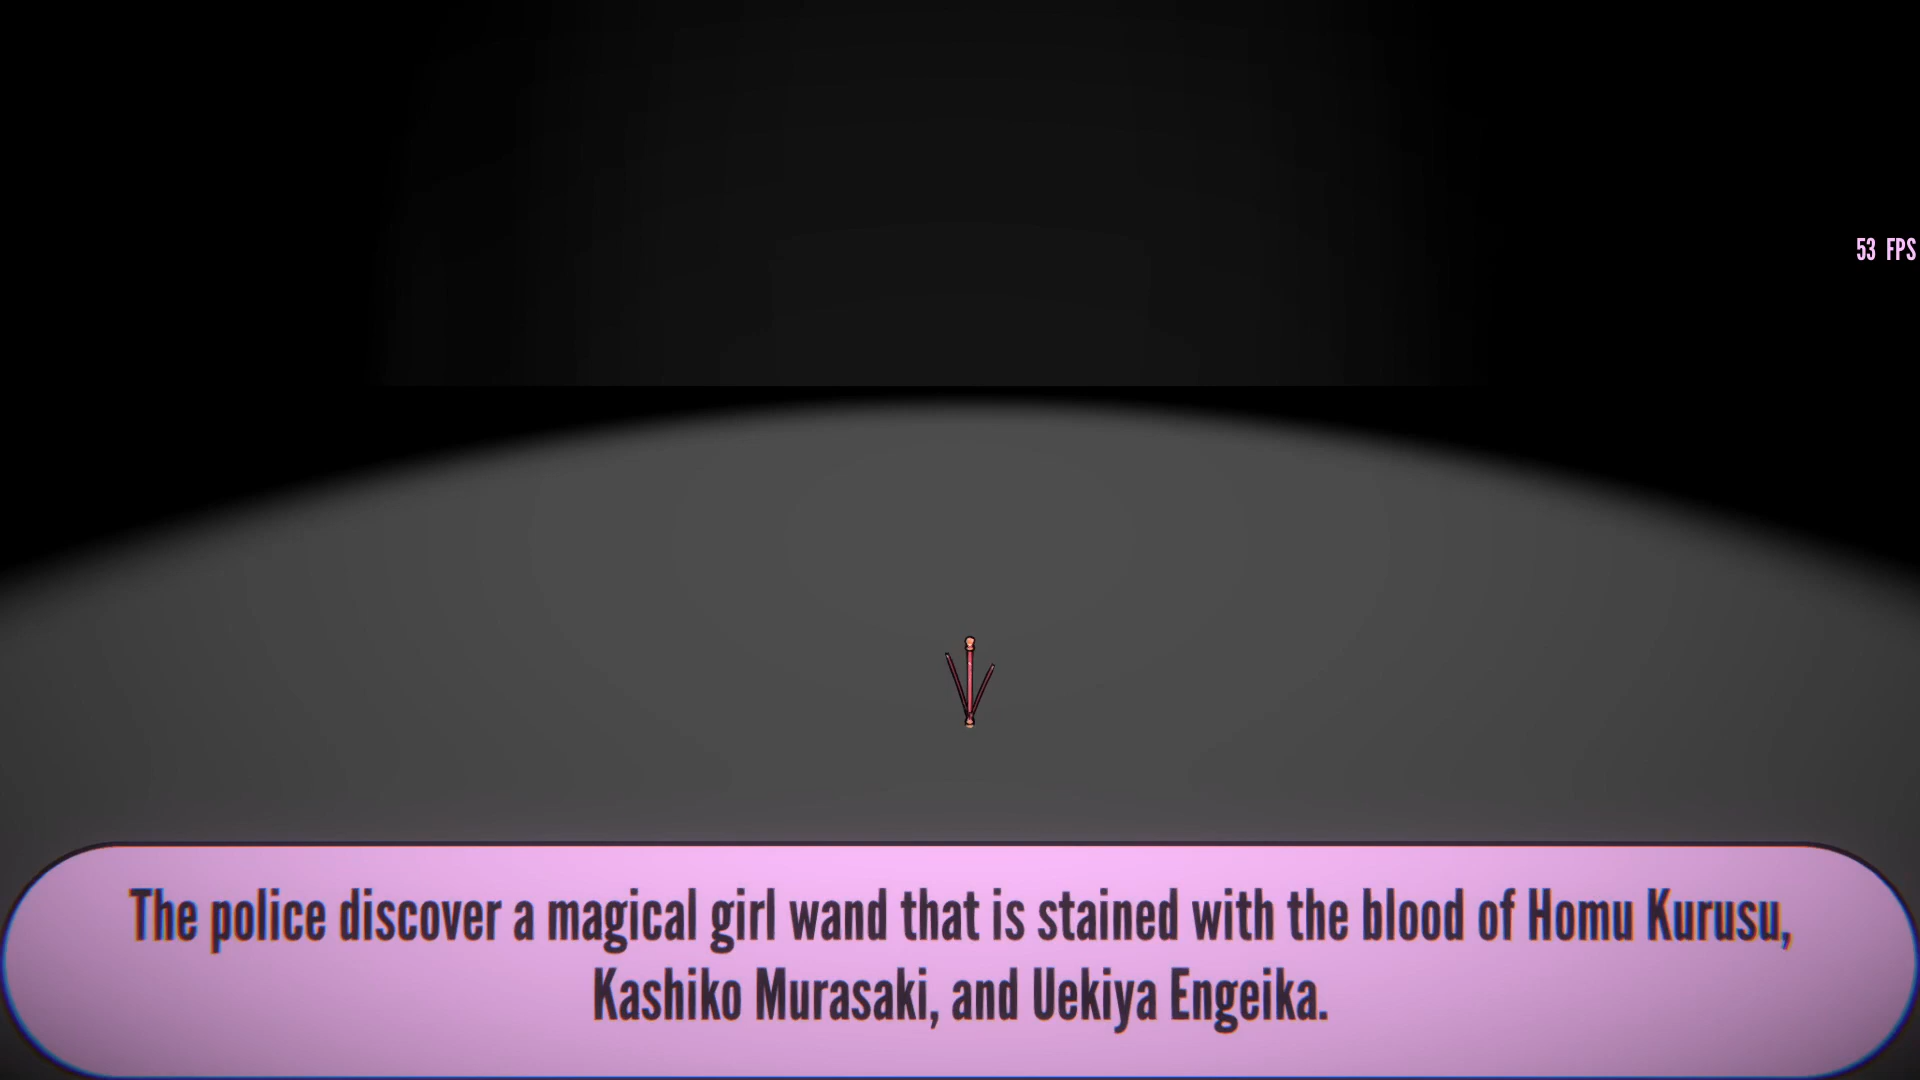 53 FPS
The police discover a magical girl wand that is stained with the blood of Homu Kurusu,
Kashiko Murasaki, and Uekiya Engeika.